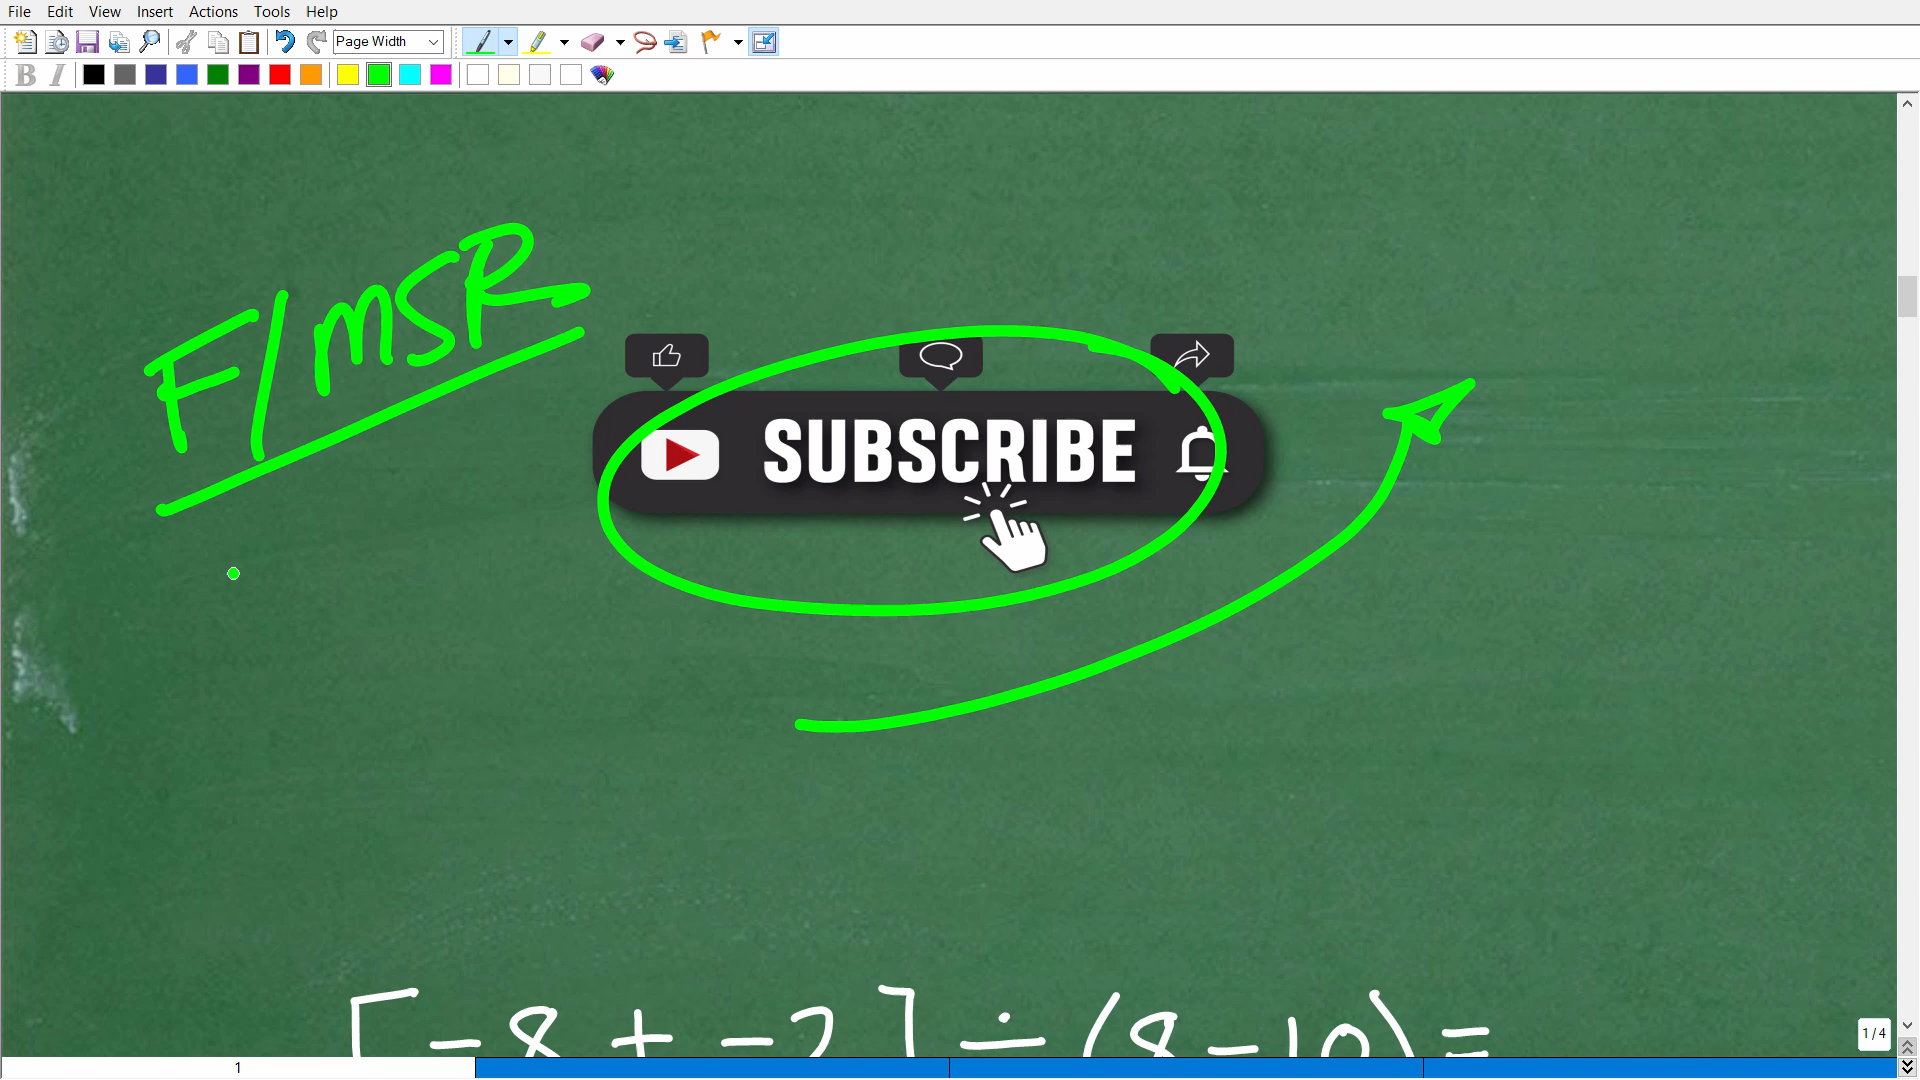 File Edit View Insert Actions Tools Help
Page Width
B I
F/mSR
SUBSCRIBE
[-8 + -2] ÷ (8-10) =
1 / 4
1